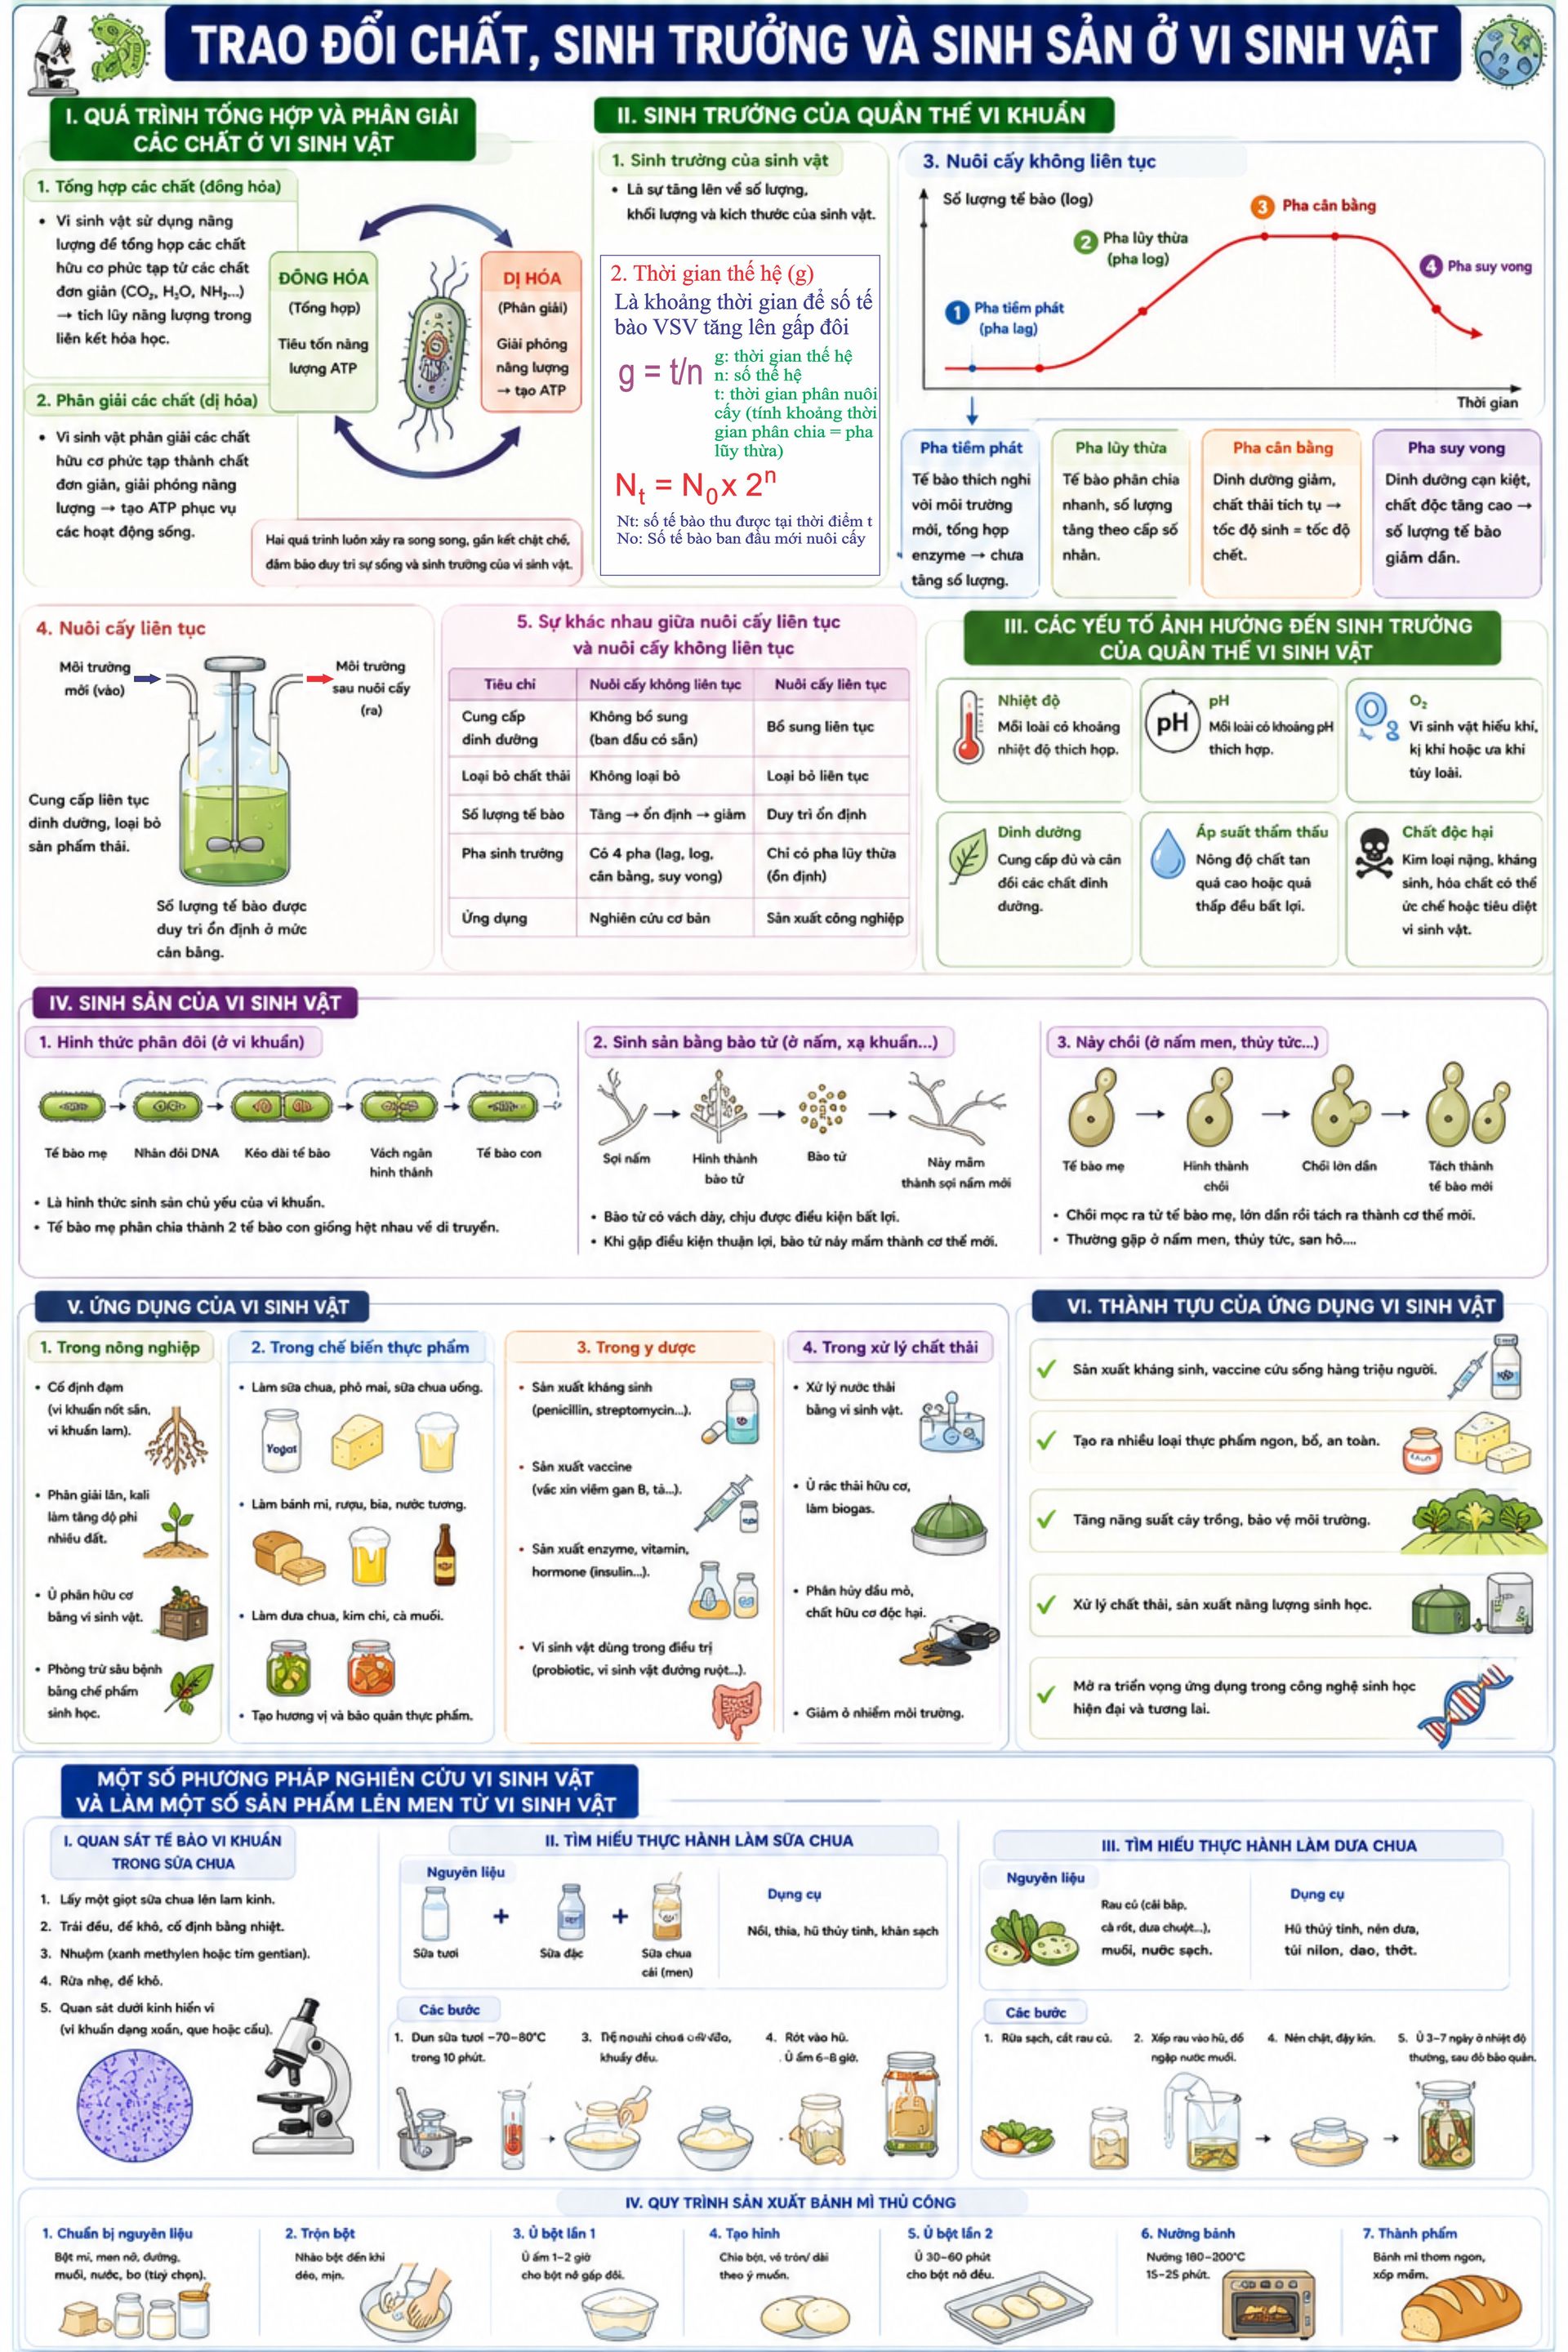 TRAO ĐỔI CHẤT, SINH TRƯỞNG VÀ SINH SẢN Ở VI SINH VẬT
I. QUÁ TRÌNH TỔNG HỢP VÀ PHÂN GIẢI
CÁC CHẤT Ở VI SINH VẬT
1. Tổng hợp các chất (đồng hóa)
• Vi sinh vật sử dụng năng
lượng để tổng hợp các chất
hữu cơ phức tạp từ các chất
đơn giản (CO₂, H₂O, NH₃...)
→ tích lũy năng lượng trong
liên kết hóa học.
2. Phân giải các chất (dị hóa)
• Vi sinh vật phân giải các chất
hữu cơ phức tạp thành chất
đơn giản, giải phóng năng
lượng → tạo ATP phục vụ
các hoạt động sống.
ĐỒNG HÓA
(Tổng hợp)
Tiêu tốn năng
lượng ATP
DỊ HÓA
(Phân giải)
Giải phóng
năng lượng
→ tạo ATP
Hai quá trình luôn xảy ra song song, gắn kết chặt chẽ,
đảm bảo duy trì sự sống và sinh trưởng của vi sinh vật.
II. SINH TRƯỞNG CỦA QUẦN THỂ VI KHUẨN
1. Sinh trưởng của sinh vật
• Là sự tăng lên về số lượng,
khối lượng và kích thước của sinh vật.
2. Thời gian thế hệ (g)
Là khoảng thời gian để số tế
bào VSV tăng lên gấp đôi
g = t/n
g: thời gian thế hệ
n: số thế hệ
t: thời gian phân nuôi
cấy (tính khoảng thời
gian phân chia = pha
lũy thừa)
Nt = N0 x 2ⁿ
Nt: số tế bào thu được tại thời điểm t
No: Số tế bào ban đầu mới nuôi cấy
3. Nuôi cấy không liên tục
Số lượng tế bào (log)
1 Pha tiềm phát
(pha lag)
2 Pha lũy thừa
(pha log)
3 Pha cân bằng
4 Pha suy vong
Thời gian
Pha tiềm phát
Tế bào thích nghi
với môi trường
mới, tổng hợp
enzyme → chưa
tăng số lượng.
Pha lũy thừa
Tế bào phân chia
nhanh, số lượng
tăng theo cấp số
nhân.
Pha cân bằng
Dinh dưỡng giảm,
chất thải tích tụ →
tốc độ sinh = tốc độ
chết.
Pha suy vong
Dinh dưỡng cạn kiệt,
chất độc tăng cao →
số lượng tế bào
giảm dần.
4. Nuôi cấy liên tục
Môi trường
mới (vào)
Môi trường
sau nuôi cấy
(ra)
Cung cấp liên tục
dinh dưỡng, loại bỏ
sản phẩm thải.
Số lượng tế bào được
duy trì ổn định ở mức
cân bằng.
5. Sự khác nhau giữa nuôi cấy liên tục
và nuôi cấy không liên tục
Tiêu chí Nuôi cấy không liên tục Nuôi cấy liên tục
Cung cấp
dinh dưỡng
Không bổ sung
(ban đầu có sẵn)
Bổ sung liên tục
Loại bỏ chất thải Không loại bỏ Loại bỏ liên tục
Số lượng tế bào Tăng → ổn định → giảm Duy trì ổn định
Pha sinh trưởng
Có 4 pha (lag, log,
cân bằng, suy vong)
Chỉ có pha lũy thừa
(ổn định)
Ứng dụng Nghiên cứu cơ bản Sản xuất công nghiệp
III. CÁC YẾU TỐ ẢNH HƯỞNG ĐẾN SINH TRƯỞNG
CỦA QUẦN THỂ VI SINH VẬT
Nhiệt độ
Mỗi loài có khoảng
nhiệt độ thích hợp.
pH
pH
Mỗi loài có khoảng pH
thích hợp.
O₂
Vi sinh vật hiếu khí,
kị khí hoặc ưa khí
tùy loài.
Dinh dưỡng
Cung cấp đủ và cân
đối các chất dinh
dưỡng.
Áp suất thẩm thấu
Nồng độ chất tan
quá cao hoặc quá
thấp đều bất lợi.
Chất độc hại
Kim loại nặng, kháng
sinh, hóa chất có thể
ức chế hoặc tiêu diệt
vi sinh vật.
IV. SINH SẢN CỦA VI SINH VẬT
1. Hình thức phân đôi (ở vi khuẩn)
Tế bào mẹ
Nhân đôi DNA
Kéo dài tế bào
Vách ngăn
hình thành
Tế bào con
• Là hình thức sinh sản chủ yếu của vi khuẩn.
• Tế bào mẹ phân chia thành 2 tế bào con giống hệt nhau về di truyền.
2. Sinh sản bằng bào tử (ở nấm, xạ khuẩn...)
Sợi nấm
Hình thành
bào tử
Bào tử
Nảy mầm
thành sợi nấm mới
• Bào tử có vách dày, chịu được điều kiện bất lợi.
• Khi gặp điều kiện thuận lợi, bào tử nảy mầm thành cơ thể mới.
3. Nảy chồi (ở nấm men, thủy tức...)
Tế bào mẹ
Hình thành
chồi
Chồi lớn dần
Tách thành
tế bào mới
• Chồi mọc ra từ tế bào mẹ, lớn dần rồi tách ra thành cơ thể mới.
• Thường gặp ở nấm men, thủy tức, san hô....
V. ỨNG DỤNG CỦA VI SINH VẬT
1. Trong nông nghiệp
• Cố định đạm
(vi khuẩn nốt sần,
vi khuẩn lam).
• Phân giải lân, kali
làm tăng độ phì
nhiêu đất.
• Ủ phân hữu cơ
bằng vi sinh vật.
• Phòng trừ sâu bệnh
bằng chế phẩm
sinh học.
2. Trong chế biến thực phẩm
• Làm sữa chua, phô mai, sữa chua uống.
Yogot
• Làm bánh mì, rượu, bia, nước tương.
• Làm dưa chua, kim chi, cà muối.
• Tạo hương vị và bảo quản thực phẩm.
3. Trong y dược
• Sản xuất kháng sinh
(penicillin, streptomycin...).
• Sản xuất vaccine
(vắc xin viêm gan B, tả...).
• Sản xuất enzyme, vitamin,
hormone (insulin...).
• Vi sinh vật dùng trong điều trị
(probiotic, vi sinh vật đường ruột...).
4. Trong xử lý chất thải
• Xử lý nước thải
bằng vi sinh vật.
• Ủ rác thải hữu cơ,
làm biogas.
• Phân hủy dầu mỏ,
chất hữu cơ độc hại.
• Giảm ô nhiễm môi trường.
VI. THÀNH TỰU CỦA ỨNG DỤNG VI SINH VẬT
Sản xuất kháng sinh, vaccine cứu sống hàng triệu người.
Tạo ra nhiều loại thực phẩm ngon, bổ, an toàn.
Tăng năng suất cây trồng, bảo vệ môi trường.
Xử lý chất thải, sản xuất năng lượng sinh học.
Mở ra triển vọng ứng dụng trong công nghệ sinh học
hiện đại và tương lai.
MỘT SỐ PHƯƠNG PHÁP NGHIÊN CỨU VI SINH VẬT
VÀ LÀM MỘT SỐ SẢN PHẨM LÊN MEN TỪ VI SINH VẬT
I. QUAN SÁT TẾ BÀO VI KHUẨN
TRONG SỮA CHUA
1. Lấy một giọt sữa chua lên lam kính.
2. Trải đều, để khô, cố định bằng nhiệt.
3. Nhuộm (xanh methylen hoặc tím gentian).
4. Rửa nhẹ, để khô.
5. Quan sát dưới kính hiển vi
(vi khuẩn dạng xoắn, que hoặc cầu).
II. TÌM HIỂU THỰC HÀNH LÀM SỮA CHUA
Nguyên liệu
+
+
Sữa tươi
Sữa đặc
Sữa chua
cái (men)
Dụng cụ
Nồi, thìa, hũ thủy tinh, khăn sạch
Các bước
1. Đun sữa tươi ~70-80°C
trong 10 phút.
3.
khuấy đều.
4. Rót vào hũ.
. Ủ ấm 6-8 giờ.
III. TÌM HIỂU THỰC HÀNH LÀM DƯA CHUA
Nguyên liệu
Rau củ (cải bắp,
cà rốt, dưa chuột...),
muối, nước sạch.
Dụng cụ
Hũ thủy tinh, nén dưa,
túi nilon, dao, thớt.
Các bước
1. Rửa sạch, cắt rau củ.
2. Xếp rau vào hũ, đổ
ngập nước muối.
4. Nén chặt, đậy kín.
5. Ủ 3-7 ngày ở nhiệt độ
thường, sau đó bảo quản.
IV. QUY TRÌNH SẢN XUẤT BÁNH MÌ THỦ CÔNG
1. Chuẩn bị nguyên liệu
Bột mì, men nở, đường,
muối, nước, bơ (tùy chọn).
2. Trộn bột
Nhào bột đến khi
dẻo, mịn.
3. Ủ bột lần 1
Ủ ấm 1-2 giờ
cho bột nở gấp đôi.
4. Tạo hình
Chia bột, vê tròn/ dài
theo ý muốn.
5. Ủ bột lần 2
Ủ 30-60 phút
cho bột nở đều.
6. Nướng bánh
Nướng 180-200°C
15-25 phút.
7. Thành phẩm
Bánh mì thơm ngon,
xốp mềm.